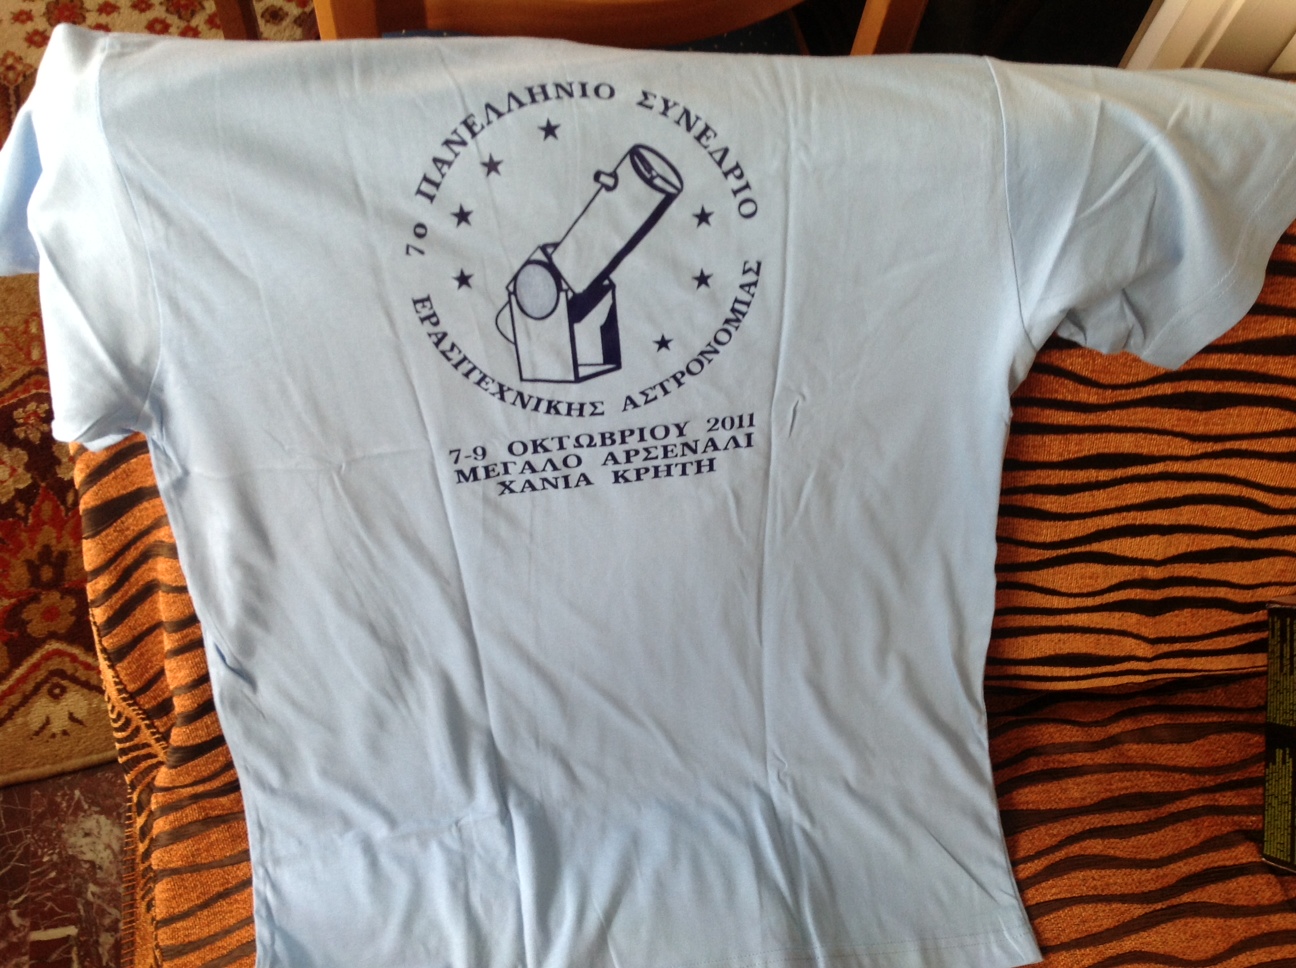 7ο ΠΑΝΕΛΛΗΝΙΟ ΣΥΝΕΔΡΙΟ
ΕΡΑΣΙΤΕΧΝΙΚΗΣ ΑΣΤΡΟΝΟΜΙΑΣ
7-9 ΟΚΤΩΒΡΙΟΥ 2011
ΜΕΓΑΛΟ ΑΡΣΕΝΑΛΙ
ΧΑΝΙΑ ΚΡΗΤΗ